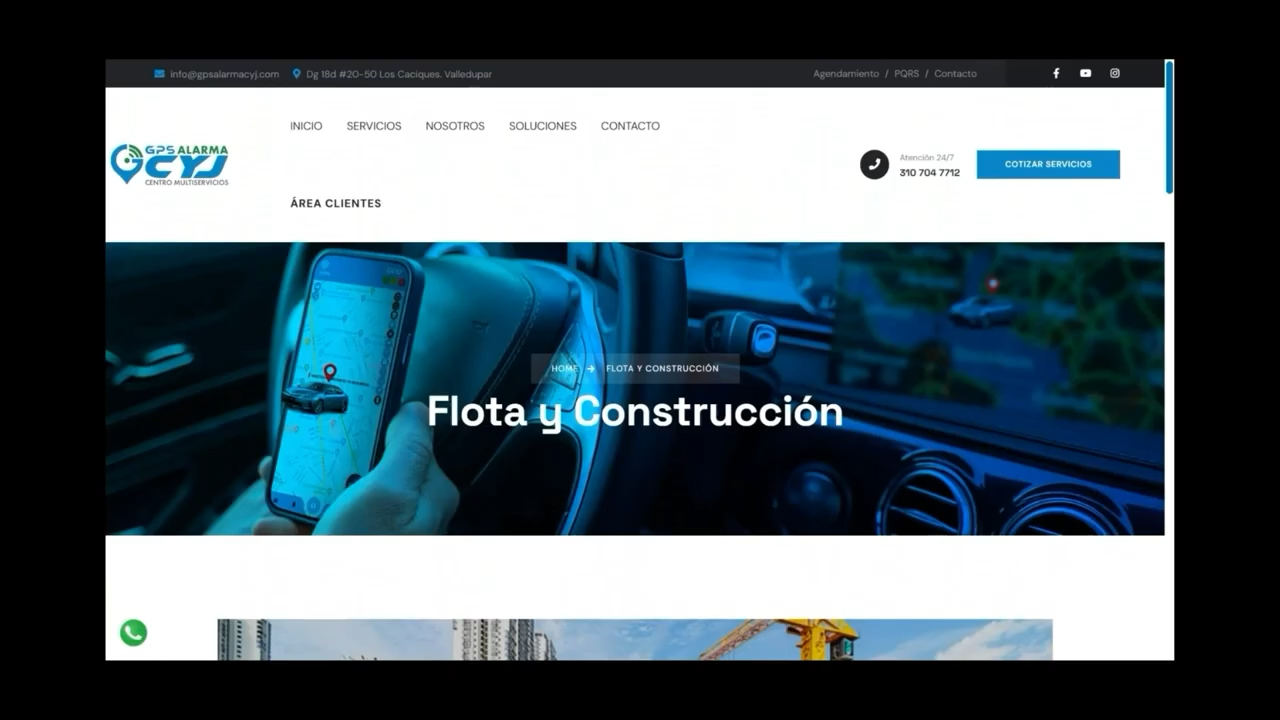 info@gpsalarmacyj.com Dg 18d #20-50 Los Caciques. Valledupar
Agendamiento / PQRS / Contacto
INICIO SERVICIOS NOSOTROS SOLUCIONES CONTACTO
GPS ALARMA
CYJ
CENTRO MULTISERVICIOS
Atención 24/7
310 704 7712
COTIZAR SERVICIOS
ÁREA CLIENTES
HOME → FLOTA Y CONSTRUCCIÓN
Flota y Construcción